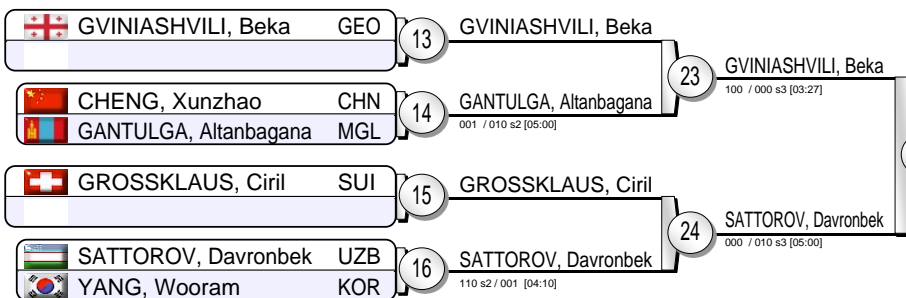 GVINIASHVILI, Beka GEO
13
GVINIASHVILI, Beka
CHENG, Xunzhao CHN
GANTULGA, Altanbagana MGL
14
GANTULGA, Altanbagana
001 / 010 s2 [05:00]
23
GVINIASHVILI, Beka
100 / 000 s3 [03:27]
GROSSKLAUS, Ciril SUI
15
GROSSKLAUS, Ciril
SATTOROV, Davronbek UZB
YANG, Wooram KOR
16
SATTOROV, Davronbek
110 s2 / 001 [04:10]
24
SATTOROV, Davronbek
000 / 010 s3 [05:00]